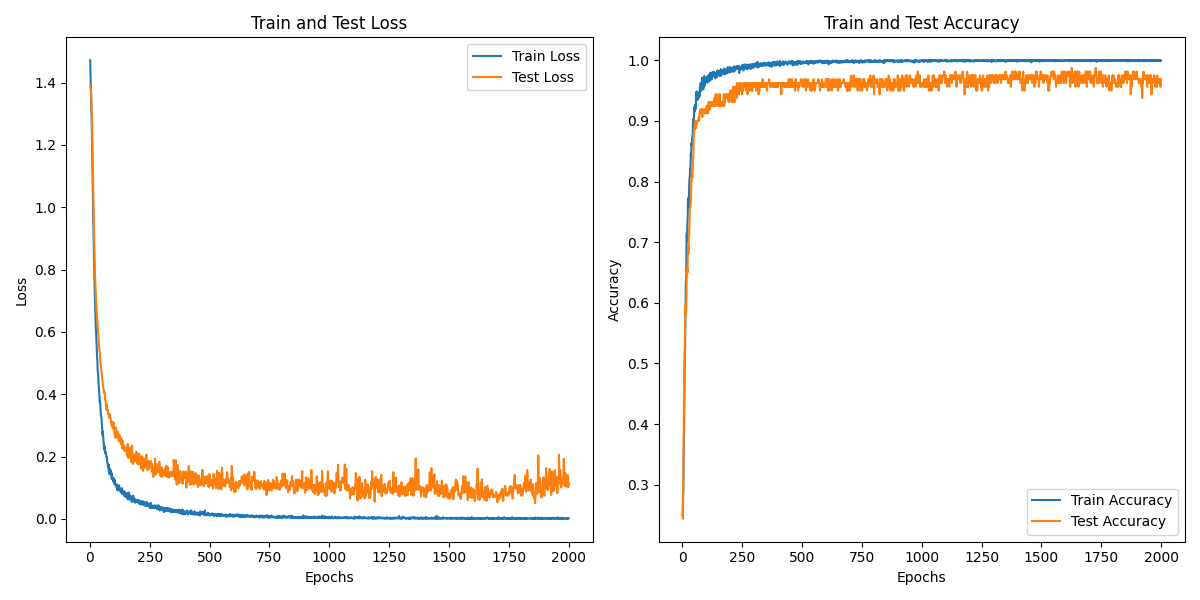 Train and Test Loss
Train Loss
Test Loss
1.4
1.2
1.0
0.8
0.6
0.4
0.2
0.0
Loss
0 250 500 750 1000 1250 1500 1750 2000
Epochs
Train and Test Accuracy
1.0
0.9
0.8
0.7
0.6
0.5
0.4
0.3
Accuracy
Train Accuracy
Test Accuracy
0 250 500 750 1000 1250 1500 1750 2000
Epochs